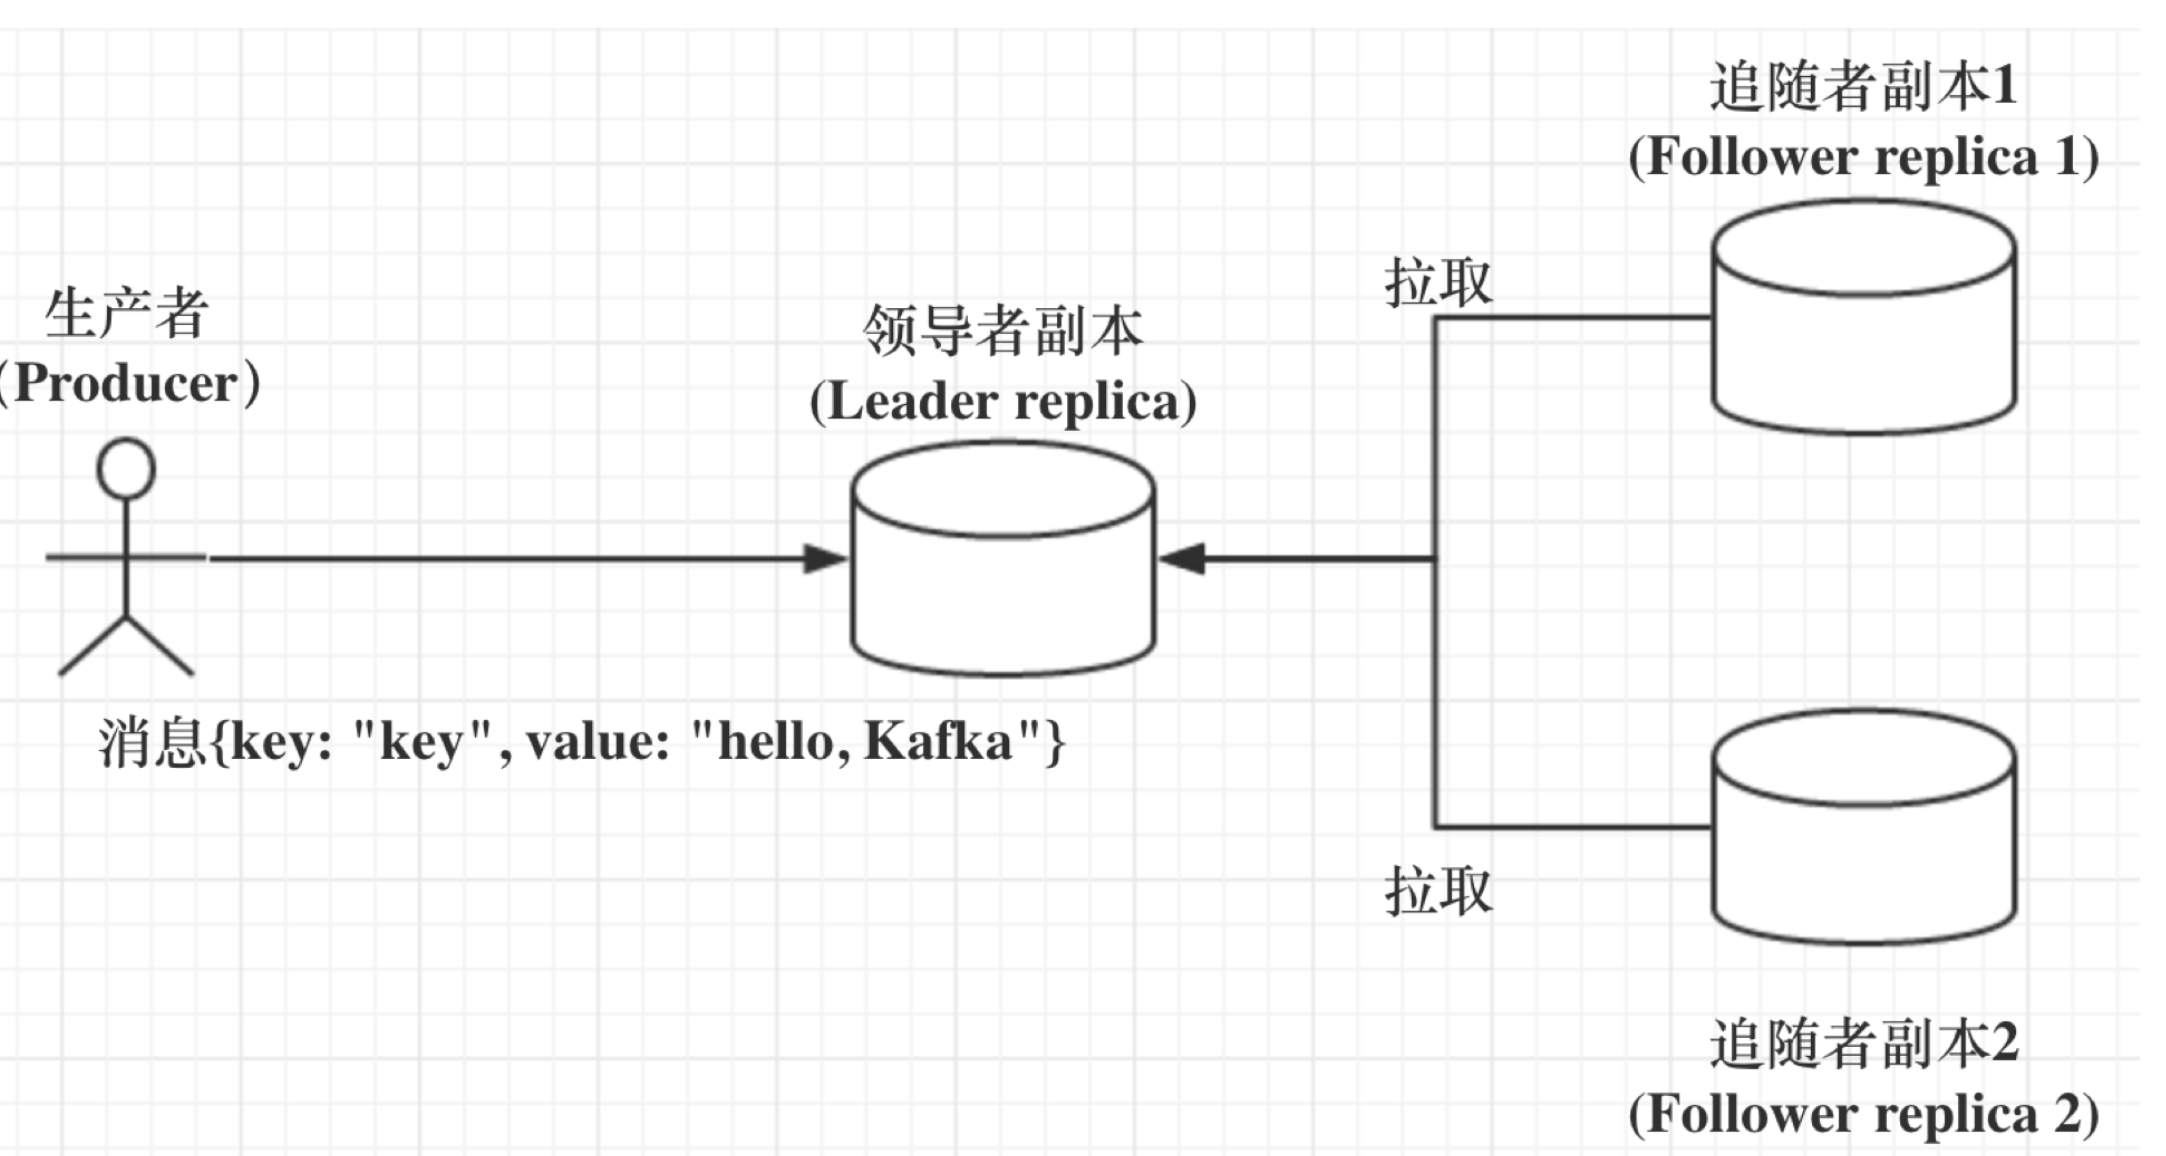 追随者副本1
(Follower replica 1)
拉取
生产者
（Producer）
领导者副本
(Leader replica)
消息{key: "key", value: "hello, Kafka"}
拉取
追随者副本2
(Follower replica 2)